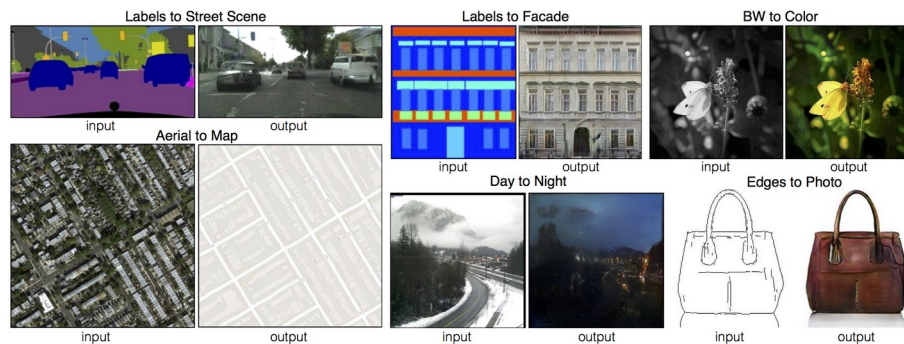 Labels to Street Scene
input
output
Aerial to Map
input
output
Labels to Facade
input
output
BW to Color
input
output
Day to Night
input
output
Edges to Photo
input
output